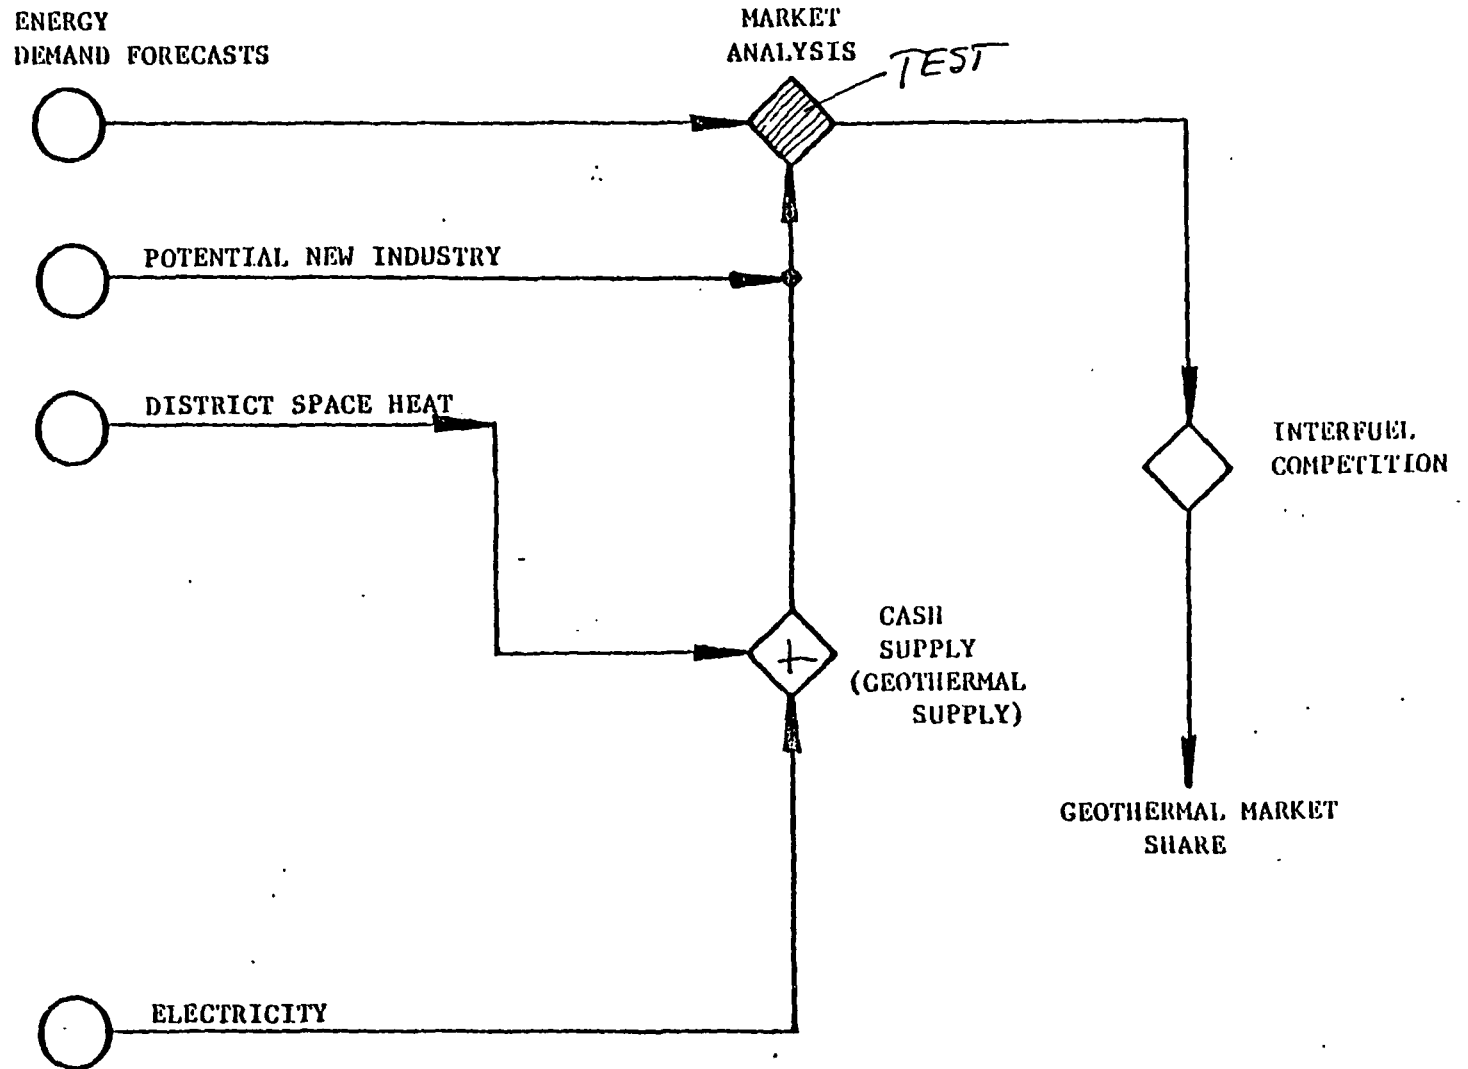 ENERGY
DEMAND FORECASTS
MARKET
ANALYSIS
TEST
POTENTIAL NEW INDUSTRY
DISTRICT SPACE HEAT
INTERFUEL
COMPETITION
CASH
SUPPLY
(GEOTHERMAL
SUPPLY)
GEOTHERMAL MARKET
SHARE
ELECTRICITY